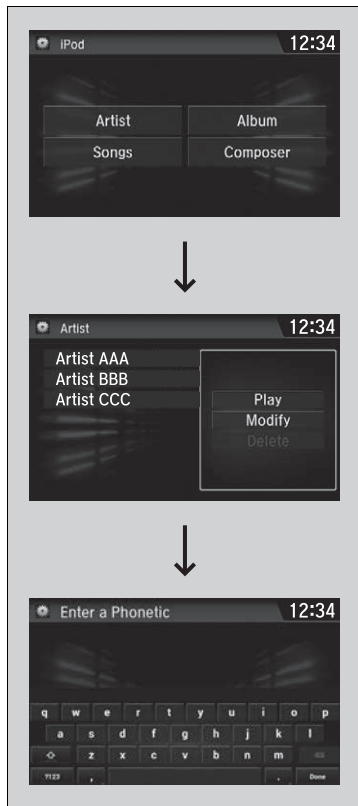 iPod 12:34
Artist Album
Songs Composer
Artist 12:34
Artist AAA
Artist BBB
Artist CCC
Play
Modify
Delete
Enter a Phonetic 12:34
q w e r t y u i o p
a s d f g h j k l
z x c v b n m
?123 , . Done